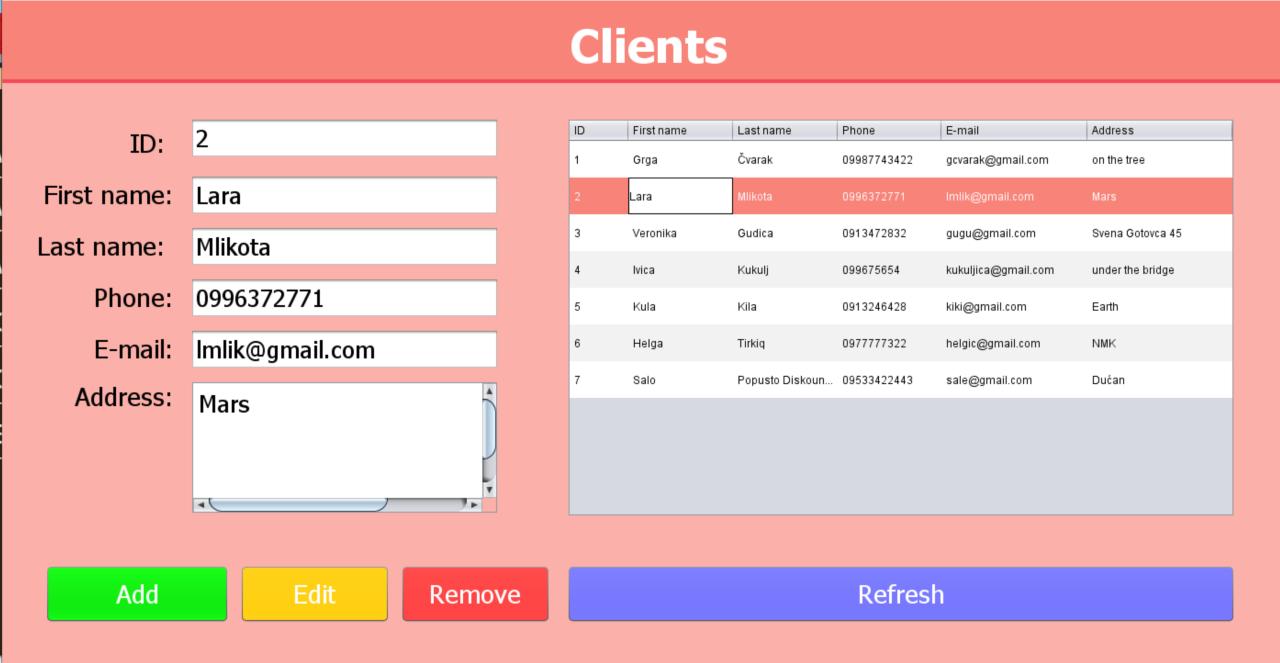 Clients
ID: 2
First name: Lara
Last name: Mlikota
Phone: 0996372771
E-mail: lmlik@gmail.com
Address: Mars
ID First name Last name Phone E-mail Address
1 Grga Čvarak 09987743422 gcvarak@gmail.com on the tree
2 Lara Mlikota 0996372771 lmlik@gmail.com Mars
3 Veronika Gudica 0913472832 gugu@gmail.com Svena Gotovca 45
4 Ivica Kukulj 099675654 kukuljica@gmail.com under the bridge
5 Kula Kila 0913246428 kiki@gmail.com Earth
6 Helga Tirkiq 0977777322 helgic@gmail.com NMK
7 Salo Popusto Diskoun... 09533422443 sale@gmail.com Dućan
Add Edit Remove Refresh